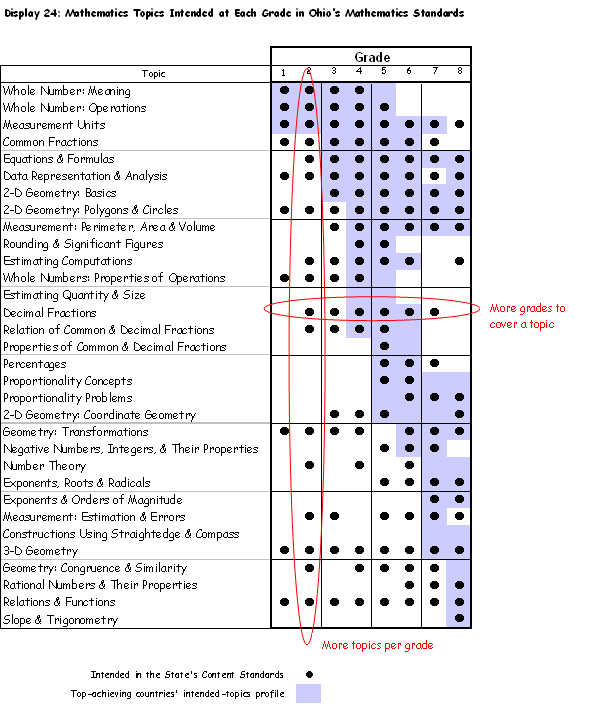 Display 24: Mathematics Topics Intended at Each Grade in Ohio's Mathematics Standards
Grade
Topic 1 2 3 4 5 6 7 8
Whole Number: Meaning
Whole Number: Operations
Measurement Units
Common Fractions
Equations & Formulas
Data Representation & Analysis
2-D Geometry: Basics
2-D Geometry: Polygons & Circles
Measurement: Perimeter, Area & Volume
Rounding & Significant Figures
Estimating Computations
Whole Numbers: Properties of Operations
Estimating Quantity & Size
Decimal Fractions
More grades to
cover a topic
Relation of Common & Decimal Fractions
Properties of Common & Decimal Fractions
Percentages
Proportionality Concepts
Proportionality Problems
2-D Geometry: Coordinate Geometry
Geometry: Transformations
Negative Numbers, Integers, & Their Properties
Number Theory
Exponents, Roots & Radicals
Exponents & Orders of Magnitude
Measurement: Estimation & Errors
Constructions Using Straightedge & Compass
3-D Geometry
Geometry: Congruence & Similarity
Rational Numbers & Their Properties
Relations & Functions
Slope & Trigonometry
More topics per grade
Intended in the State's Content Standards
Top-achieving countries' intended-topics profile